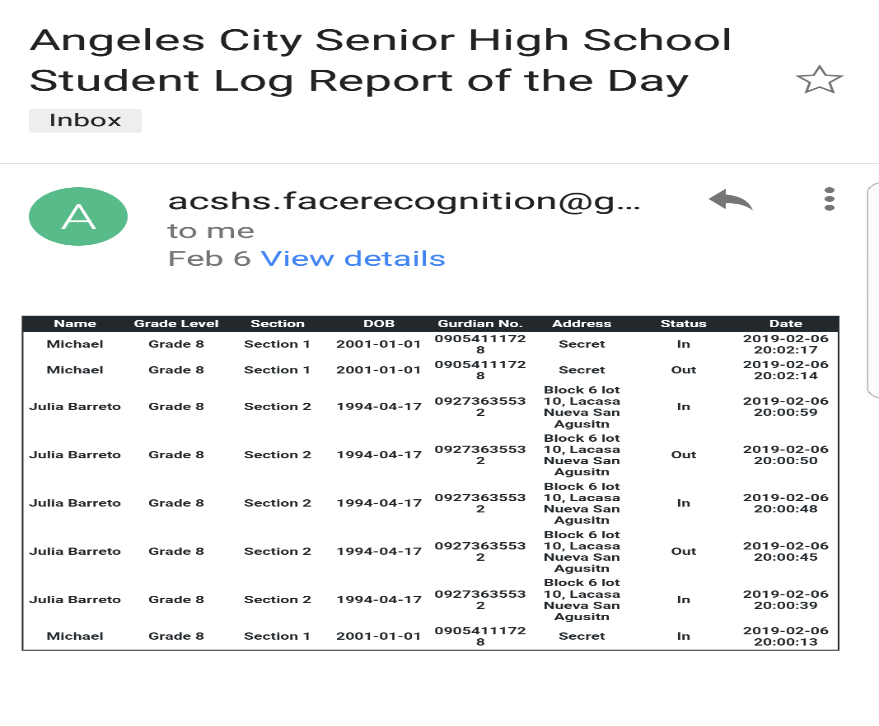 Angeles City Senior High School
Student Log Report of the Day
Inbox
A
acshs.facerecognition@g...
to me
Feb 6 View details
Name Grade Level Section DOB Gurdian No. Address Status Date
Michael Grade 8 Section 1 2001-01-01 09054111728 Secret In 2019-02-06 20:02:17
Michael Grade 8 Section 1 2001-01-01 09054111728 Secret Out 2019-02-06 20:02:14
Julia Barreto Grade 8 Section 2 1994-04-17 09273635532 Block 6 lot 10, Lacasa Nueva San Agusitn In 2019-02-06 20:00:59
Julia Barreto Grade 8 Section 2 1994-04-17 09273635532 Block 6 lot 10, Lacasa Nueva San Agusitn Out 2019-02-06 20:00:50
Julia Barreto Grade 8 Section 2 1994-04-17 09273635532 Block 6 lot 10, Lacasa Nueva San Agusitn In 2019-02-06 20:00:48
Julia Barreto Grade 8 Section 2 1994-04-17 09273635532 Block 6 lot 10, Lacasa Nueva San Agusitn Out 2019-02-06 20:00:45
Julia Barreto Grade 8 Section 2 1994-04-17 09273635532 Block 6 lot 10, Lacasa Nueva San Agusitn In 2019-02-06 20:00:39
Michael Grade 8 Section 1 2001-01-01 09054111728 Secret In 2019-02-06 20:00:13